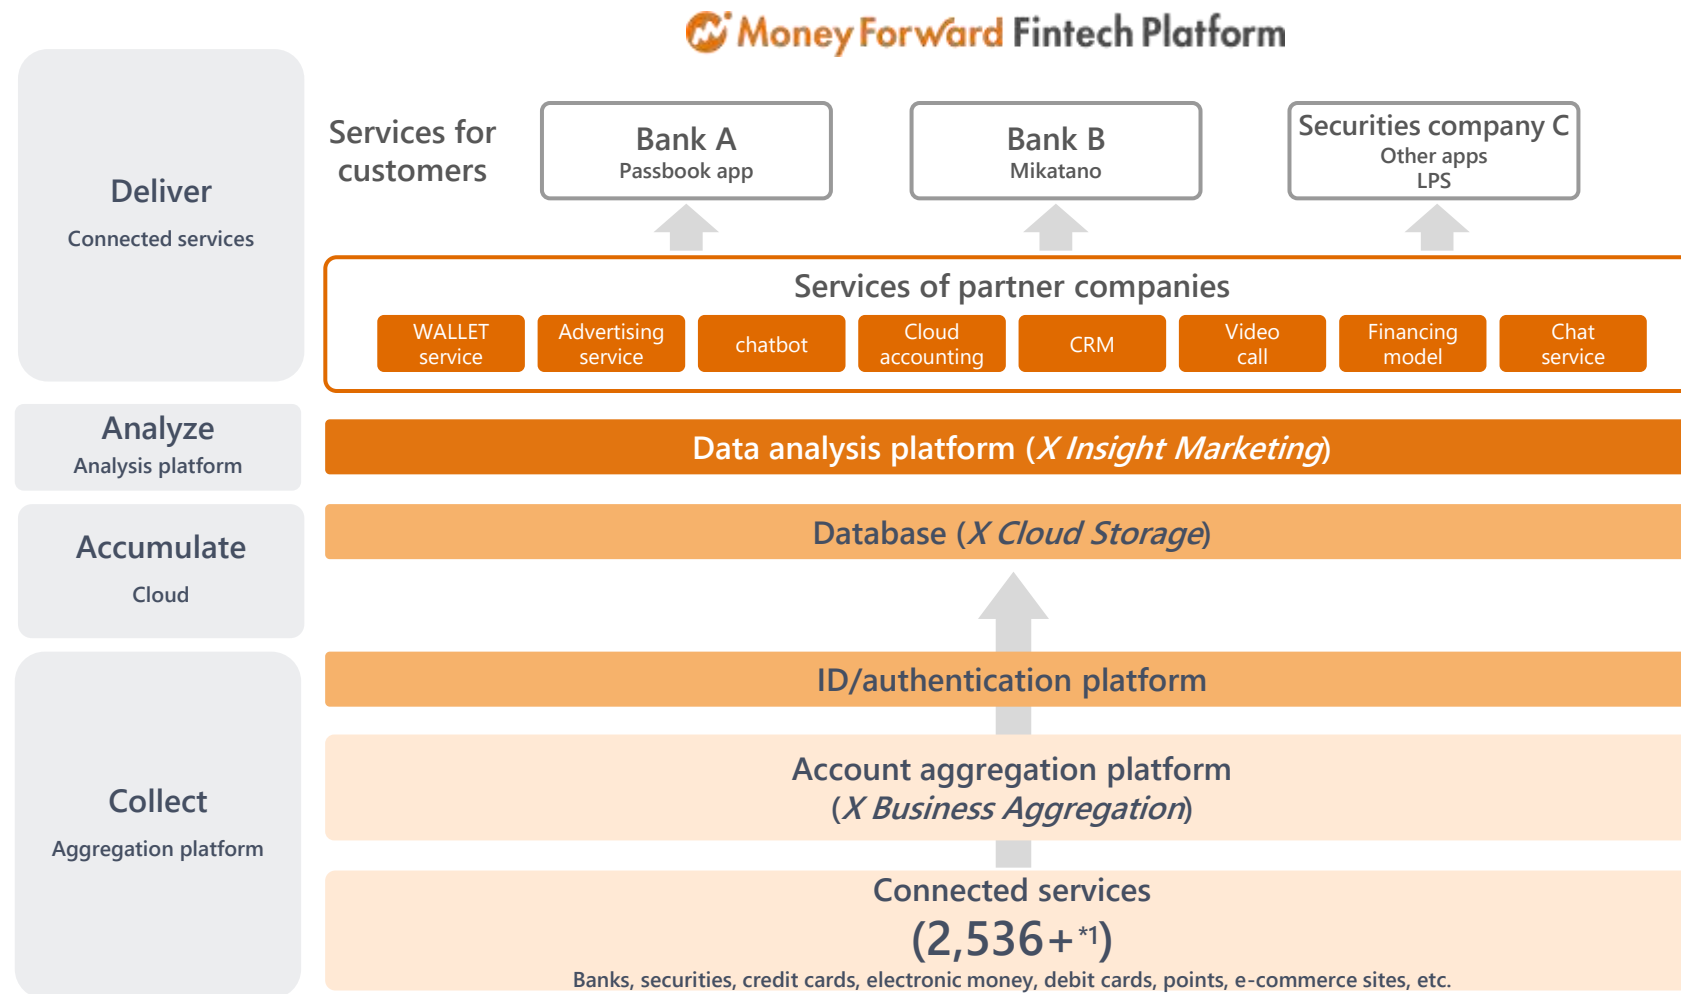 Money Forward Fintech Platform
Deliver
Connected services
Services for
customers
Bank A
Passbook app
Bank B
Mikatano
Securities company C
Other apps
LPS
Services of partner companies
WALLET
service
Advertising
service
chatbot
Cloud
accounting
CRM
Video
call
Financing
model
Chat
service
Analyze
Analysis platform
Data analysis platform (X Insight Marketing)
Accumulate
Cloud
Database (X Cloud Storage)
Collect
Aggregation platform
ID/authentication platform
Account aggregation platform
(X Business Aggregation)
Connected services
(2,536+*1)
Banks, securities, credit cards, electronic money, debit cards, points, e-commerce sites, etc.